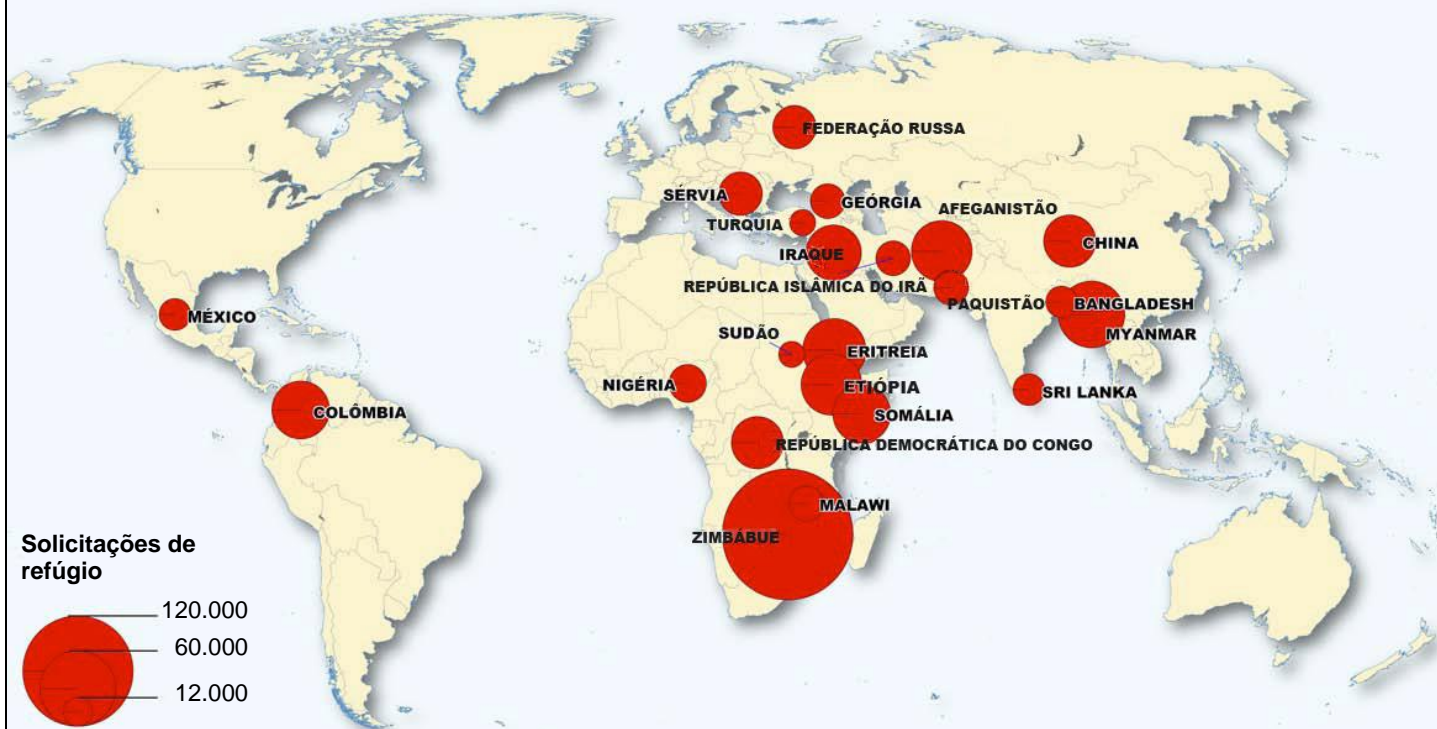 FEDERAÇÃO RUSSA
SÉRVIA
GEÓRGIA
AFEGANISTÃO
TURQUIA
CHINA
IRAQUE
REPÚBLICA ISLÂMICA DO IRÃ
PAQUISTÃO
BANGLADESH
MÉXICO
MYANMAR
SUDÃO
ERITREIA
NIGÉRIA
ETIÓPIA
SRI LANKA
COLÔMBIA
SOMÁLIA
REPÚBLICA DEMOCRÁTICA DO CONGO
MALAWI
ZIMBÁBUE
Solicitações de
refúgio
120.000
60.000
12.000